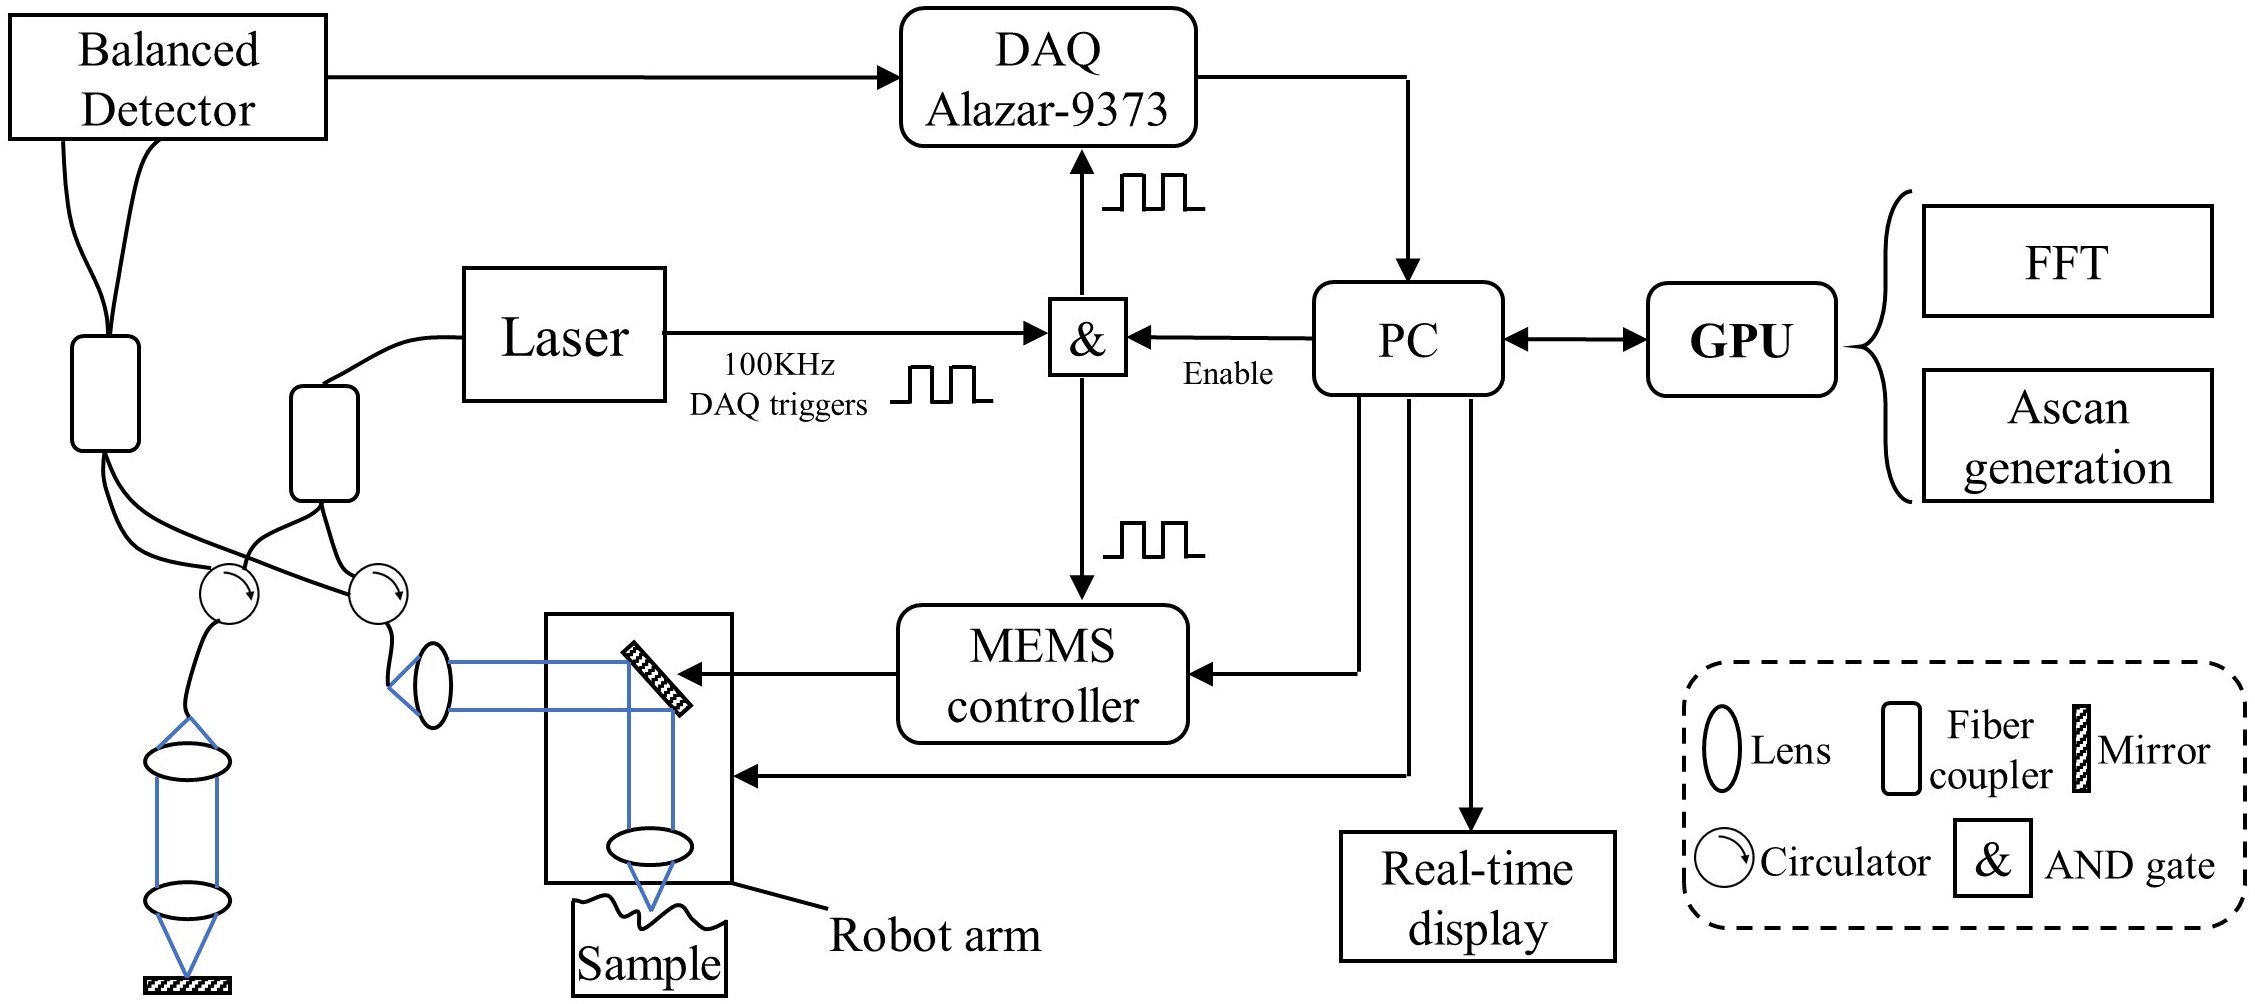 Balanced
Detector
DAQ
Alazar-9373
Laser
100KHz
DAQ triggers
&
Enable
PC
GPU
FFT
Ascan
generation
MEMS
controller
Robot arm
Sample
Real-time
display
Lens
Fiber
coupler
Mirror
Circulator
&
AND gate